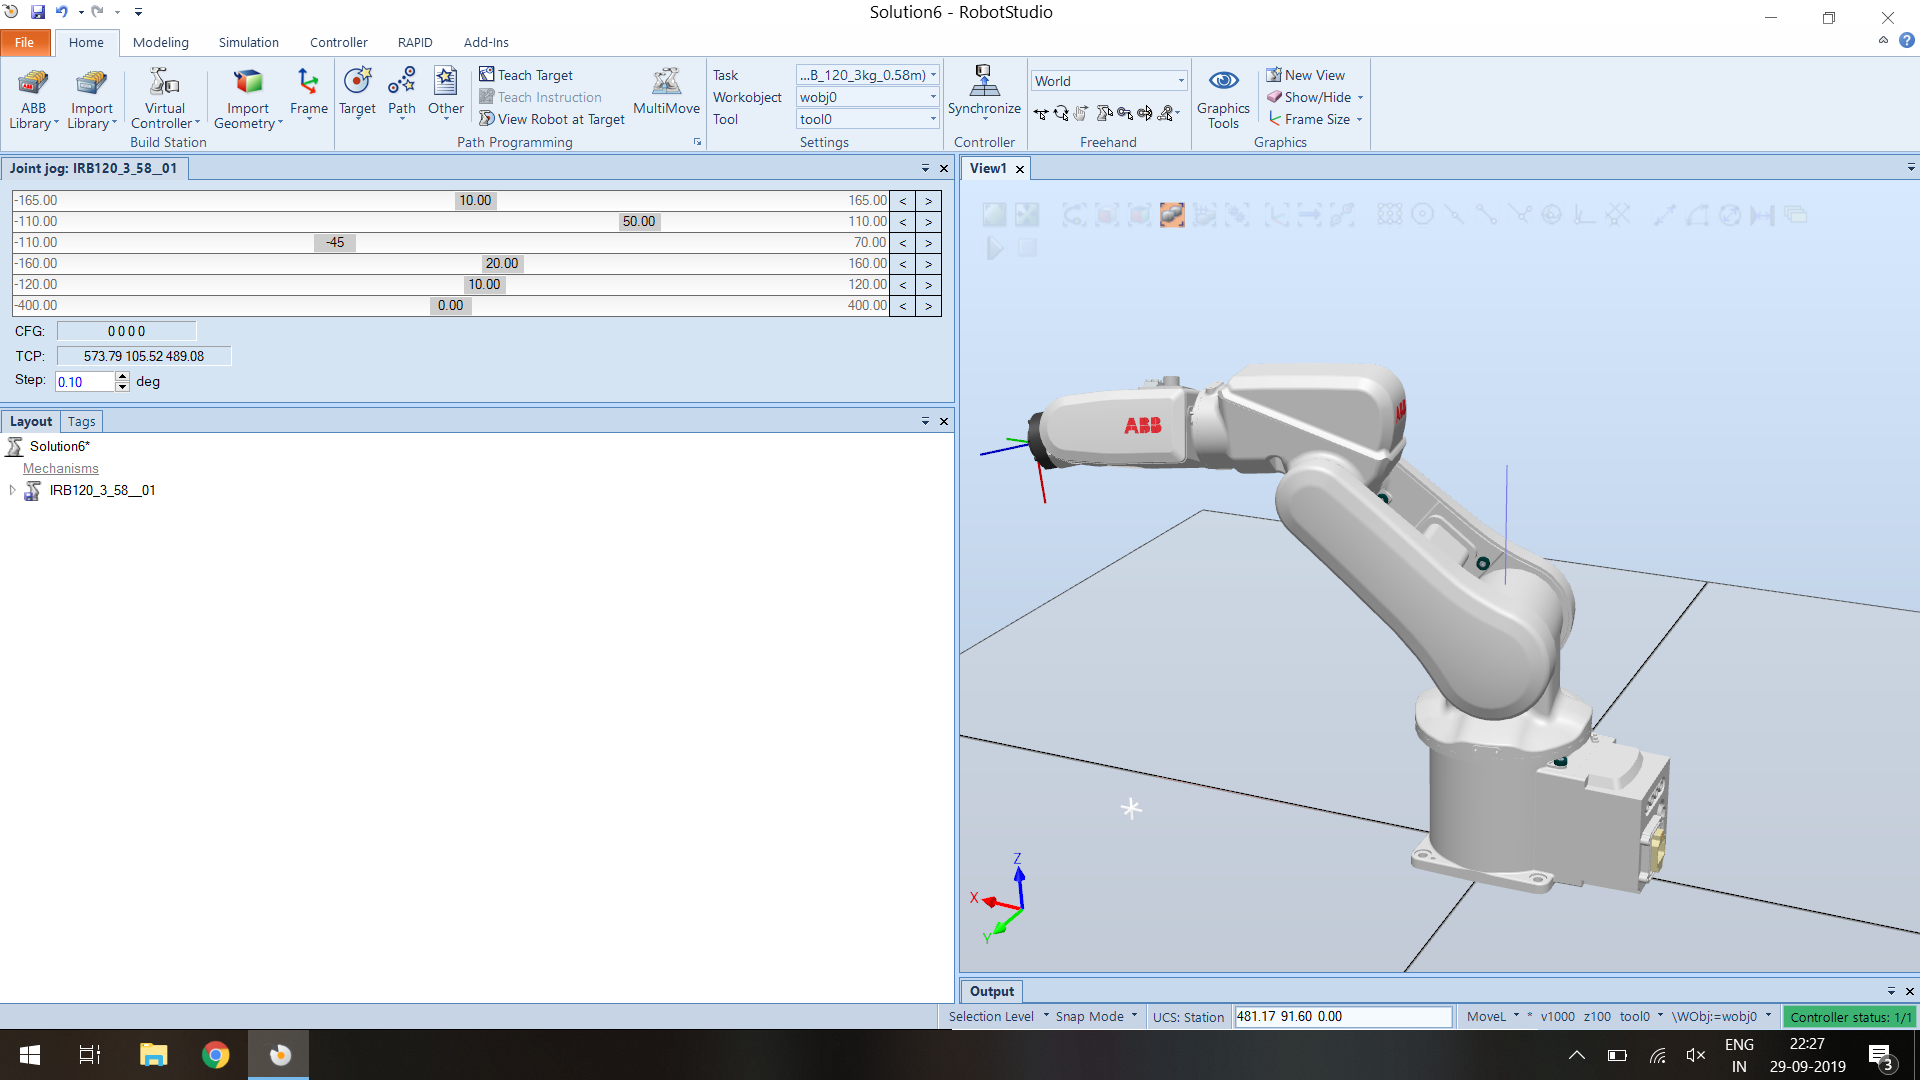 Solution6 - RobotStudio
File Home Modeling Simulation Controller RAPID Add-Ins
ABB Library
Import Library
Virtual Controller
Import Geometry
Frame
Build Station
Target
Path
Other
Teach Target
Teach Instruction
View Robot at Target
MultiMove
Path Programming
Task ...B_120_3kg_0.58m)
Workobject wobj0
Tool tool0
Settings
Synchronize
Controller
World
Freehand
Graphics Tools
New View
Show/Hide
Frame Size
Graphics
Joint jog: IRB120_3_58__01
-165.00 10.00 165.00 < >
-110.00 50.00 110.00 < >
-110.00 -45 70.00 < >
-160.00 20.00 160.00 < >
-120.00 10.00 120.00 < >
-400.00 0.00 400.00 < >
CFG: 0 0 0 0
TCP: 573.79 105.52 489.08
Step: 0.10 deg
Layout Tags
Solution6*
Mechanisms
IRB120_3_58__01
View1
ABB
ABB
Z
X
Y
Output
Selection Level Snap Mode UCS: Station 481.17 91.60 0.00 MoveL * v1000 z100 tool0 \WObj:=wobj0 Controller status: 1/1
ENG
IN
22:27
29-09-2019
3